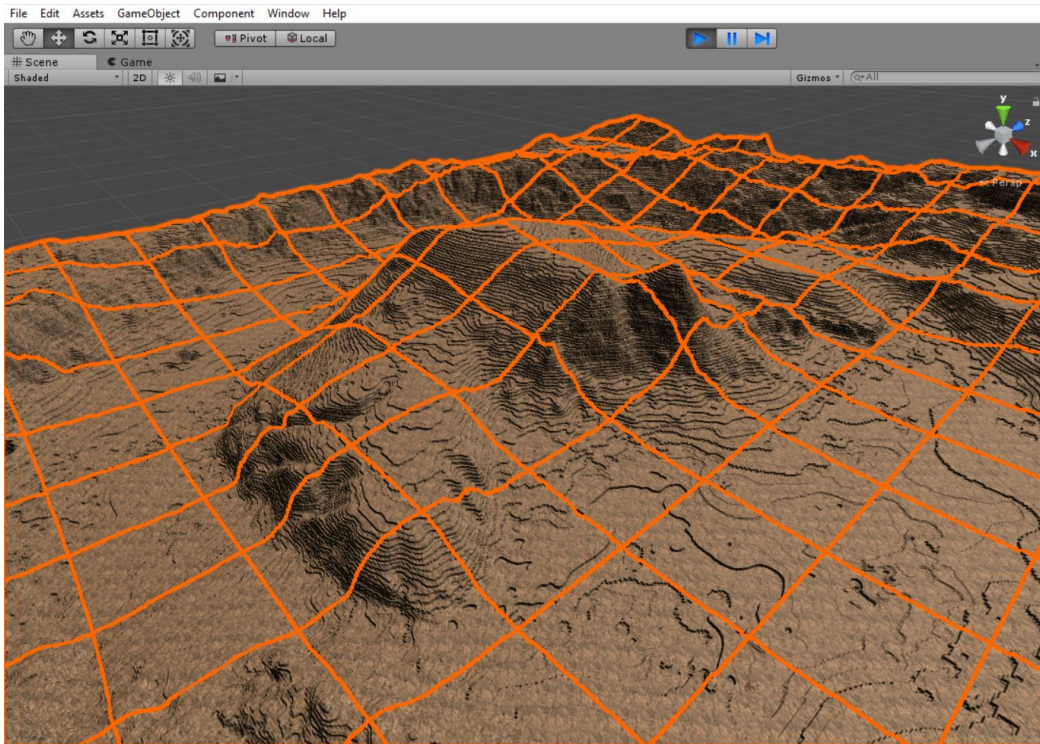 File Edit Assets GameObject Component Window Help
Pivot Local
Scene Game
Shaded 2D Gizmos All
y
z
x
Persp